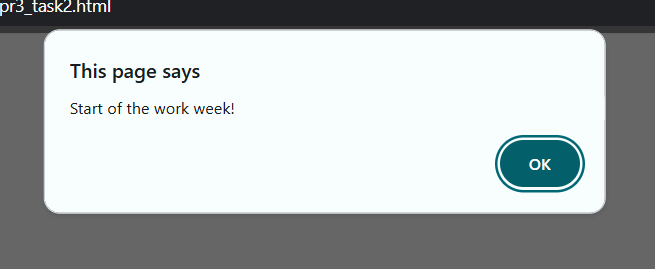 pr3_task2.html
This page says
Start of the work week!
OK